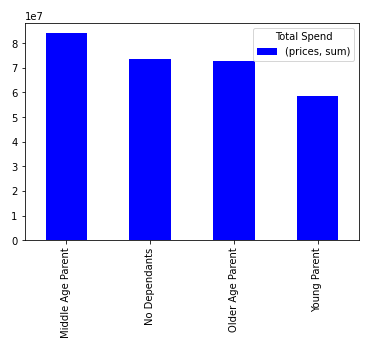 1e7
Total Spend
(prices, sum)
8
7
6
5
4
3
2
1
0
Middle Age Parent
No Dependants
Older Age Parent
Young Parent